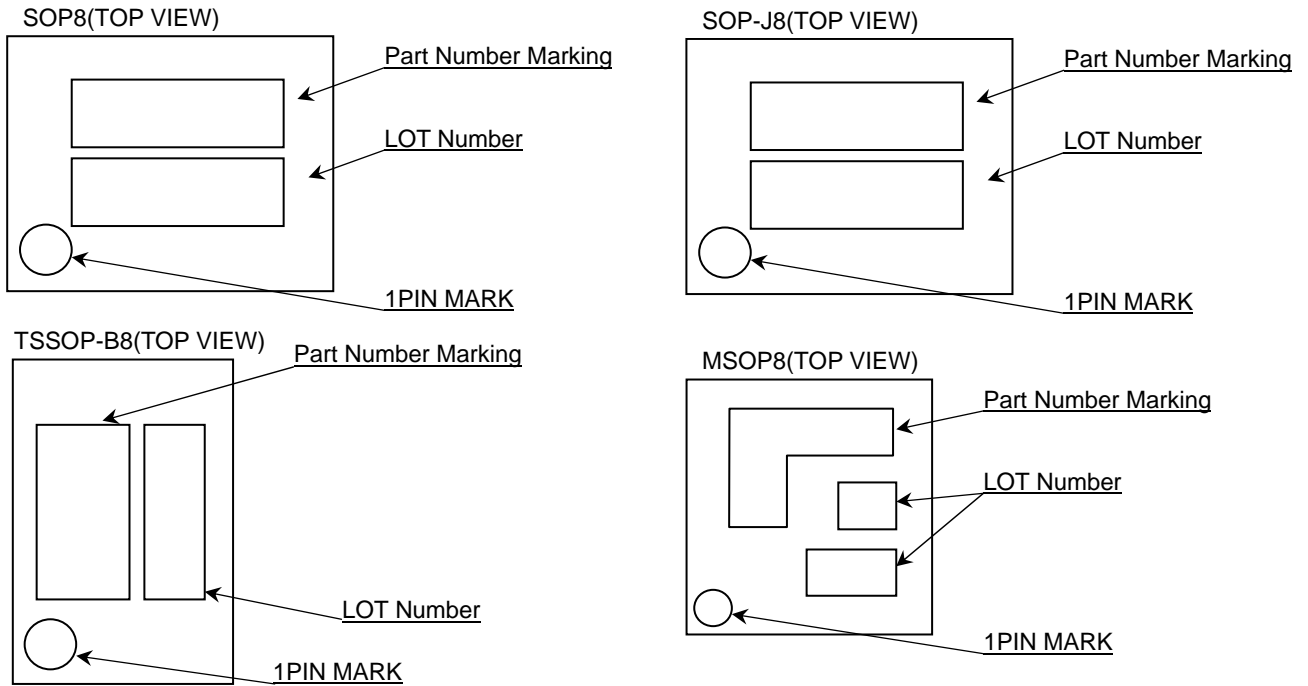 SOP8(TOP VIEW)
Part Number Marking
LOT Number
1PIN MARK
SOP-J8(TOP VIEW)
Part Number Marking
LOT Number
1PIN MARK
TSSOP-B8(TOP VIEW)
Part Number Marking
LOT Number
1PIN MARK
MSOP8(TOP VIEW)
Part Number Marking
LOT Number
1PIN MARK